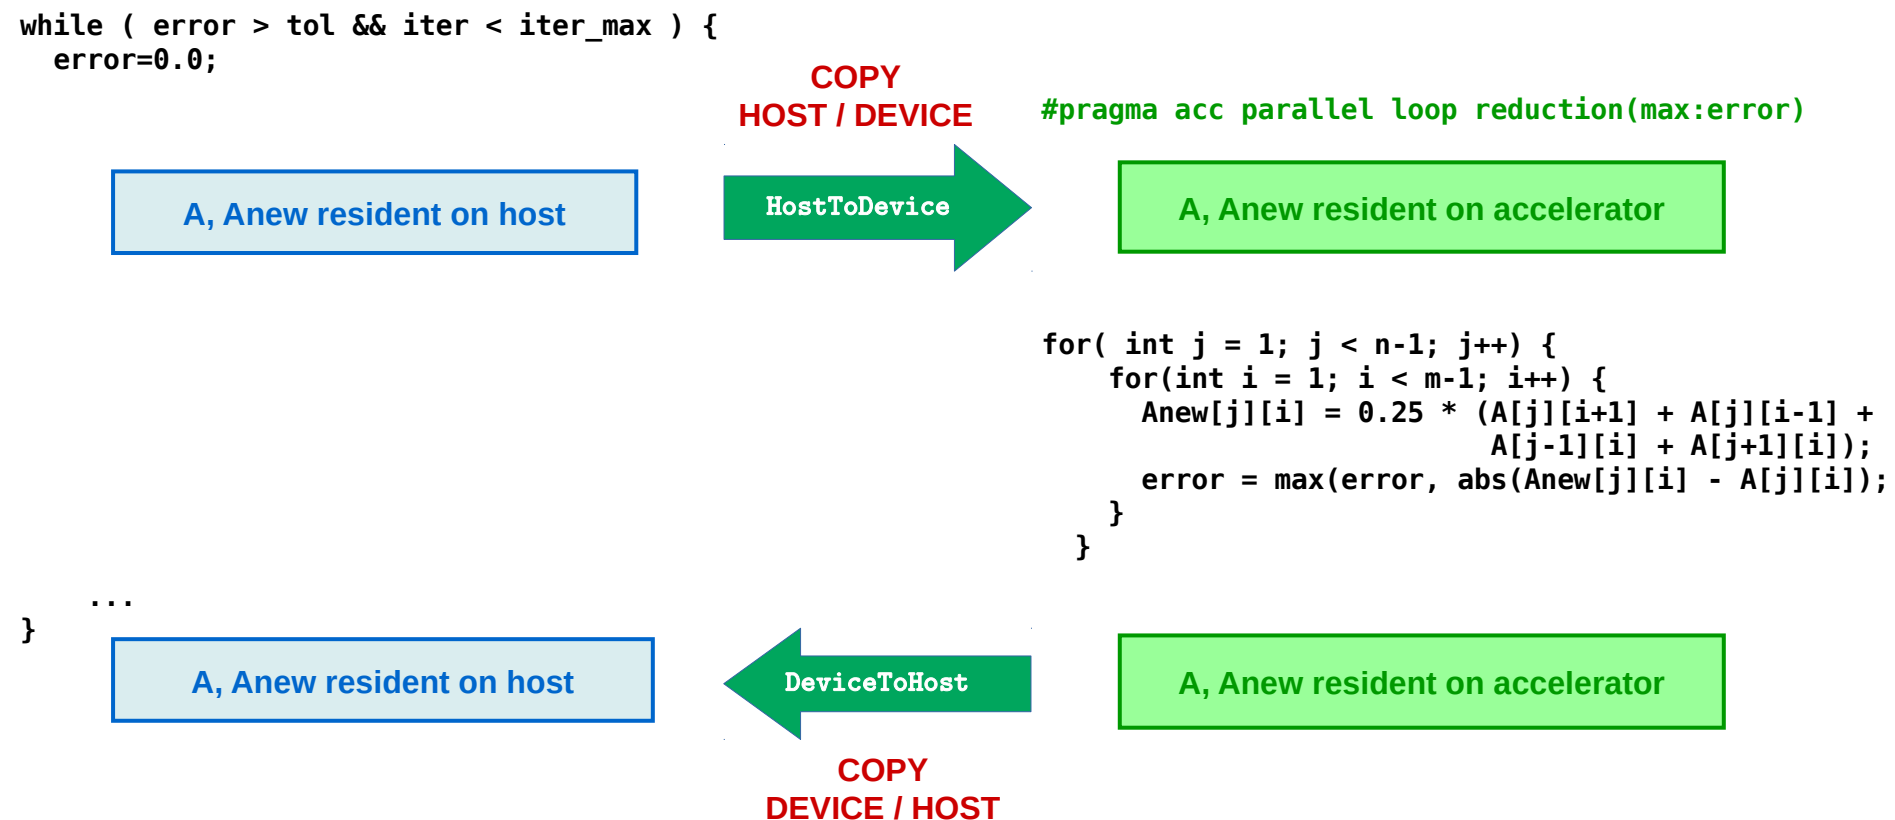 while ( error > tol && iter < iter_max ) {
error=0.0;
COPY
HOST / DEVICE
#pragma acc parallel loop reduction(max:error)
A, Anew resident on host
HostToDevice
A, Anew resident on accelerator
for( int j = 1; j < n-1; j++) {
for(int i = 1; i < m-1; i++) {
Anew[j][i] = 0.25 * (A[j][i+1] + A[j][i-1] +
A[j-1][i] + A[j+1][i]);
error = max(error, abs(Anew[j][i] - A[j][i]);
}
}
...
}
A, Anew resident on host
DeviceToHost
A, Anew resident on accelerator
COPY
DEVICE / HOST